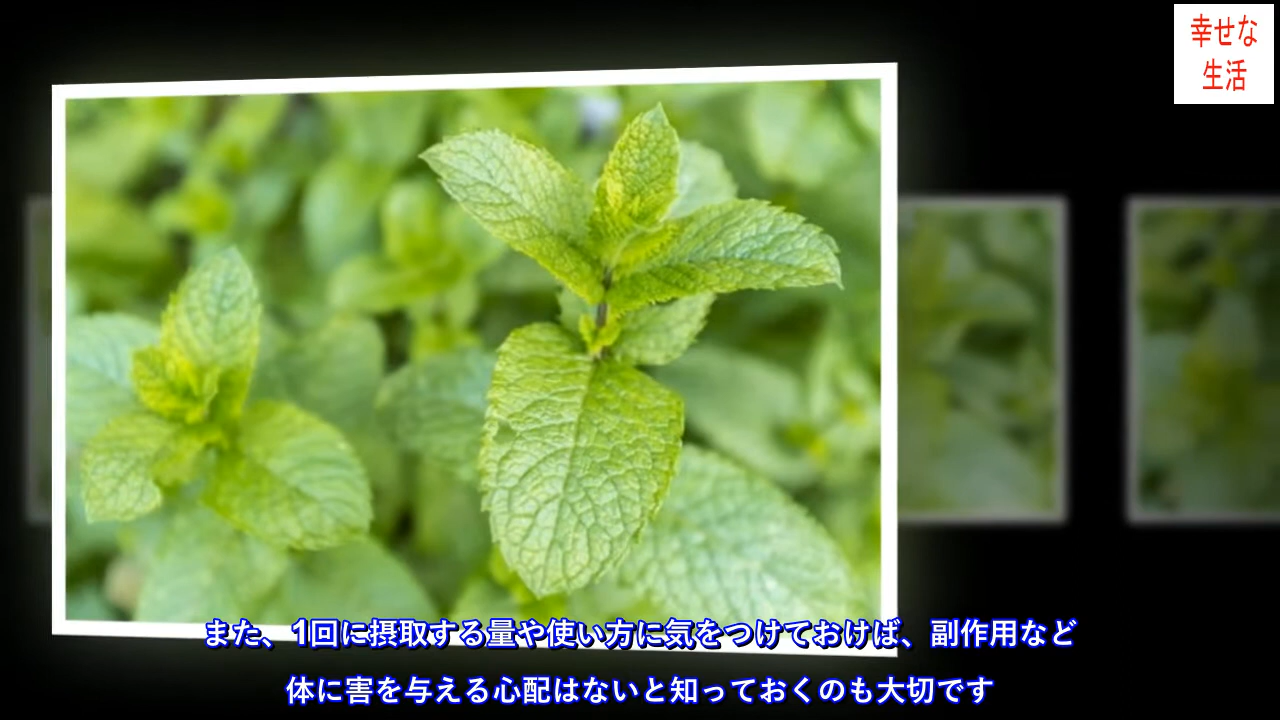 幸せな
生活
また、1回に摂取する量や使い方に気をつけておけば、副作用など
体に害を与える心配はないと知っておくのも大切です